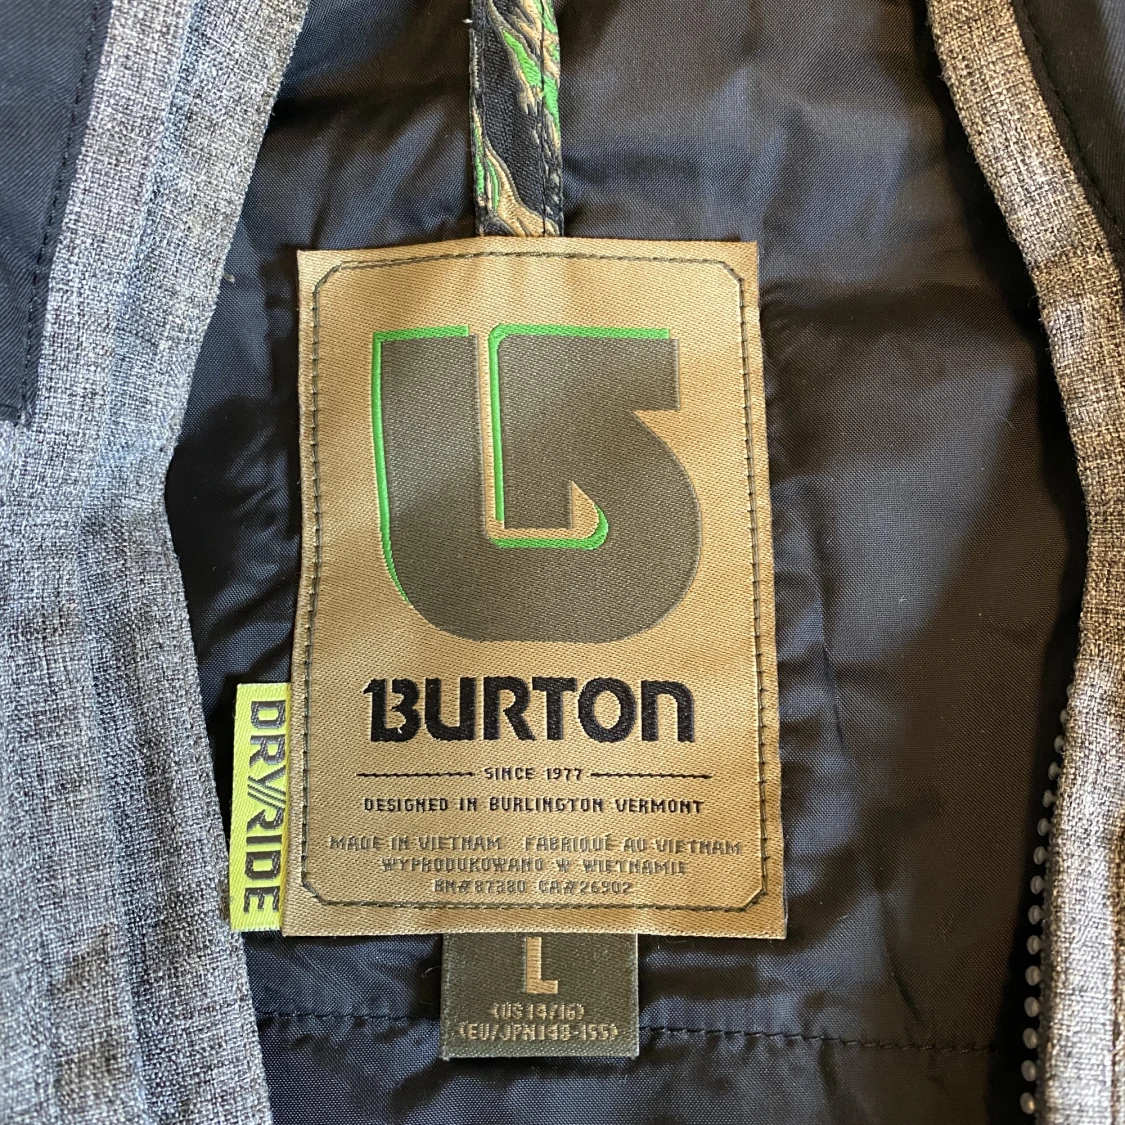 BURTON
SINCE 1977
DESIGNED IN BURLINGTON VERMONT
MADE IN VIETNAM FABRIQUÉ AU VIETNAM
WYPRODUKOWANO W WIETNAMIE
BN#87380 CA#26902
DRY//RIDE
L
(US 14/16)
(EU/JPN 148-155)